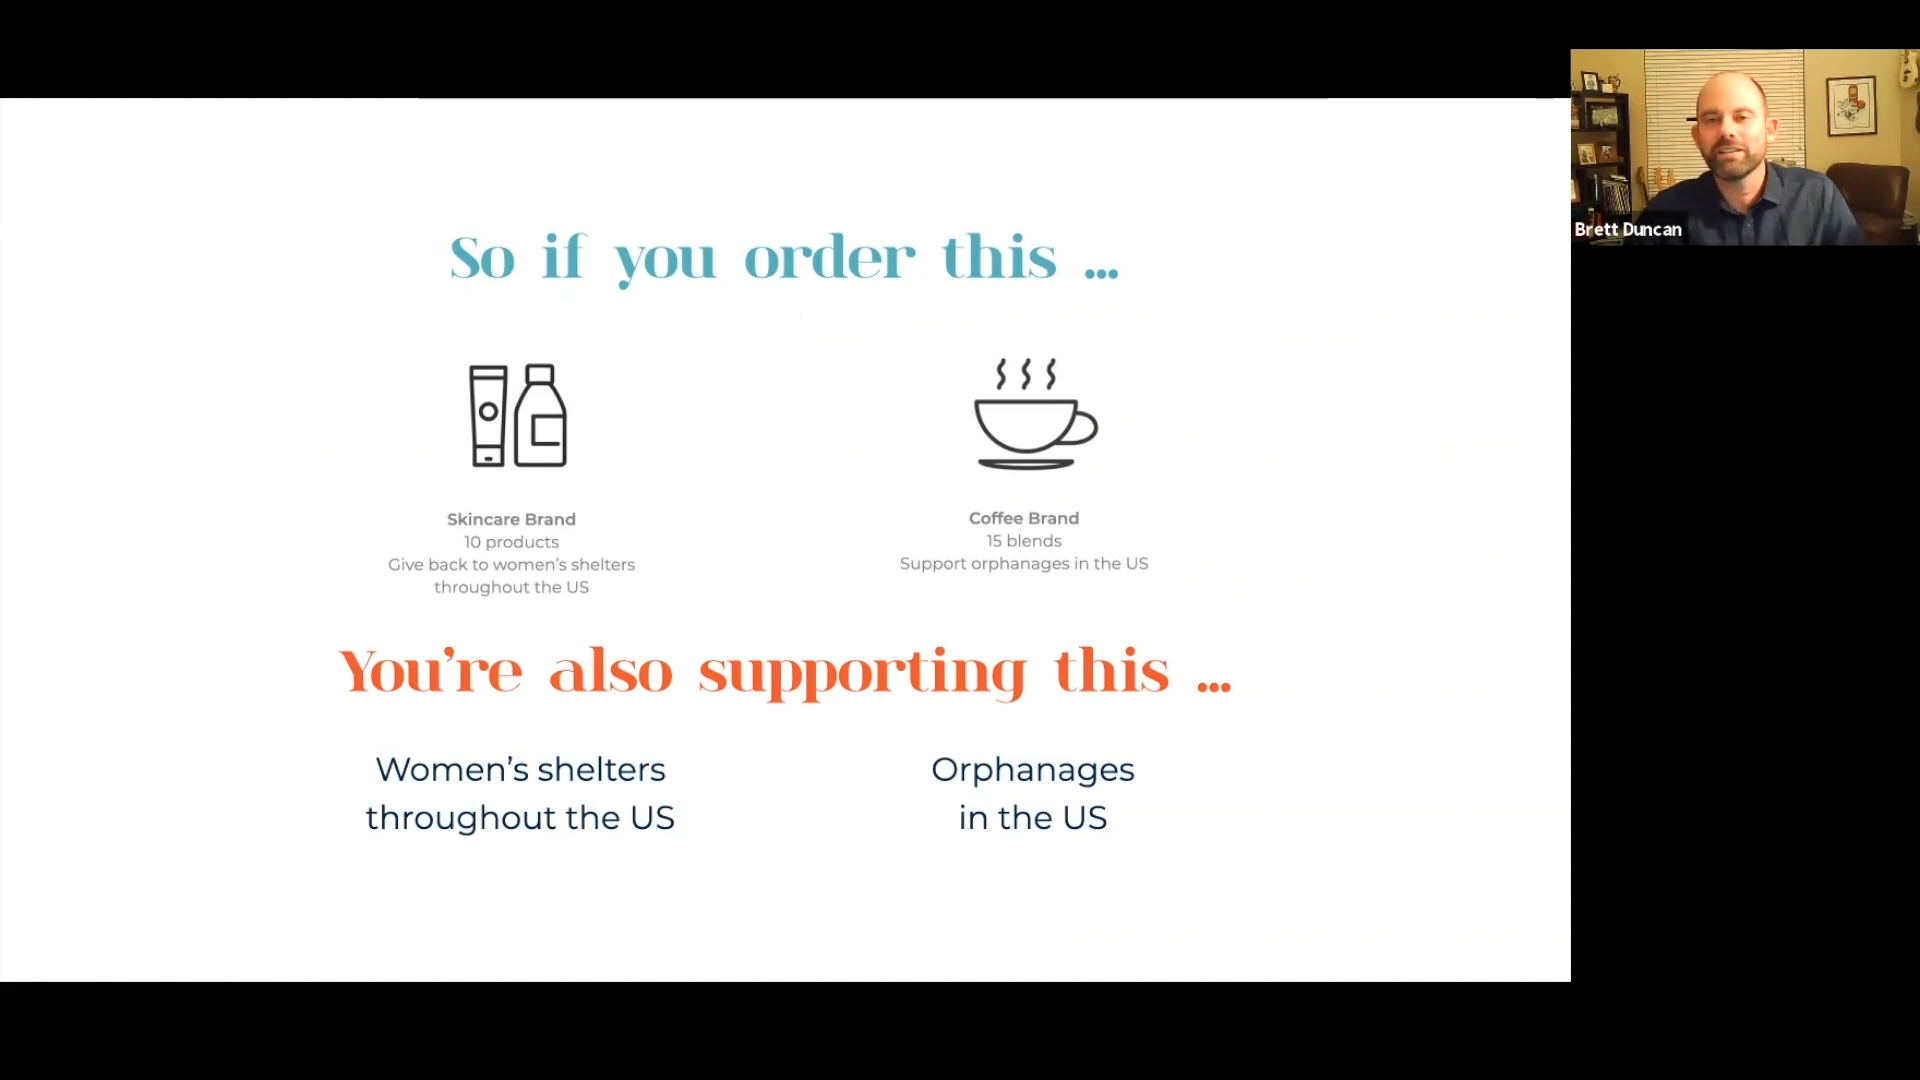 So if you order this ...
Skincare Brand
10 products
Give back to women's shelters
throughout the US
Coffee Brand
15 blends
Support orphanages in the US
You're also supporting this ...
Women's shelters
throughout the US
Orphanages
in the US
Brett Duncan